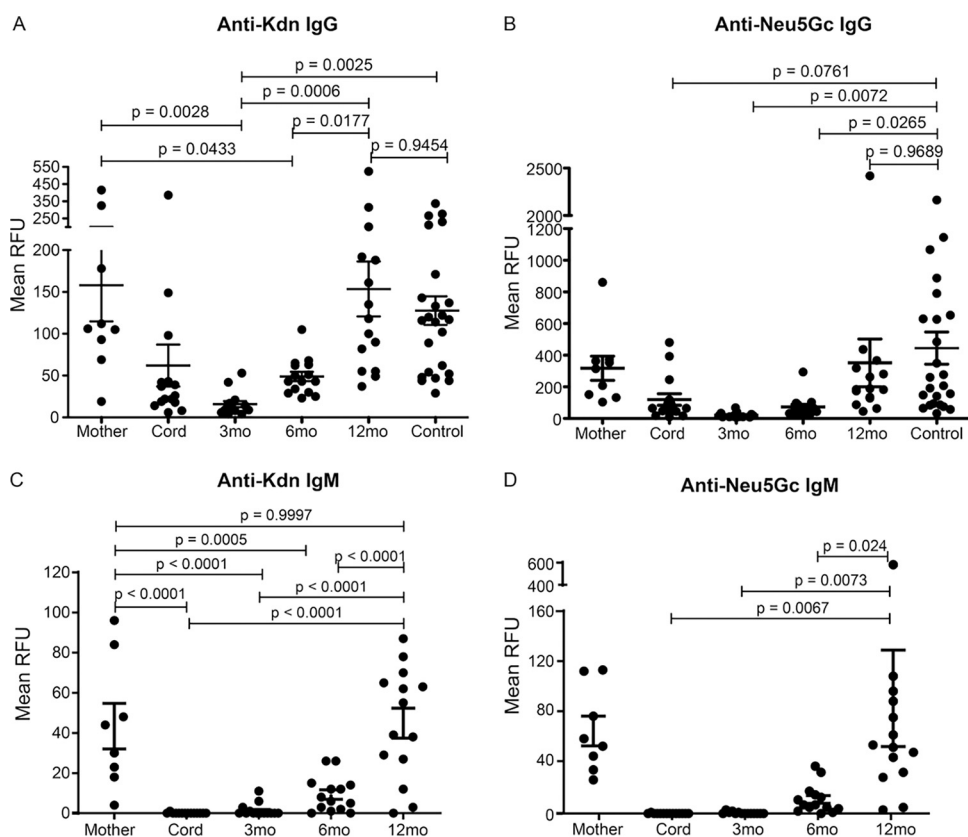 A
Anti-Kdn IgG
p = 0.0025
p = 0.0006
p = 0.0028
p = 0.0177
p = 0.0433
p = 0.9454
Mean RFU
550
450
350
250
200
150
100
50
0
Mother Cord 3mo 6mo 12mo Control
B
Anti-Neu5Gc IgG
p = 0.0761
p = 0.0072
p = 0.0265
p = 0.9689
Mean RFU
2500
2000
1200
1000
800
600
400
200
0
Mother Cord 3mo 6mo 12mo Control
C
Anti-Kdn IgM
p = 0.9997
p = 0.0005
p < 0.0001
p < 0.0001
p < 0.0001
p < 0.0001
p < 0.0001
Mean RFU
120
100
80
60
40
20
0
Mother Cord 3mo 6mo 12mo
D
Anti-Neu5Gc IgM
p = 0.024
p = 0.0073
p = 0.0067
Mean RFU
600
400
160
120
80
40
0
Mother Cord 3mo 6mo 12mo